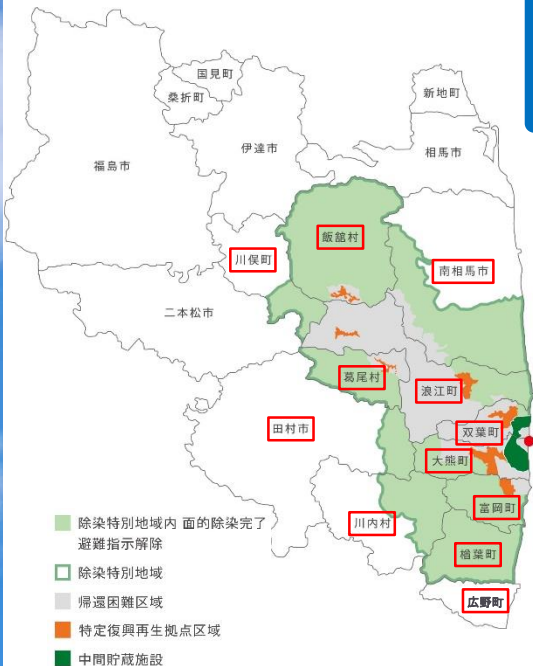 国見町
桑折町
新地町
福島市
伊達市
相馬市
飯舘村
川俣町
南相馬市
二本松市
葛尾村
浪江町
田村市
双葉町
大熊町
富岡町
川内村
楢葉町
広野町
除染特別地域内 面的除染完了
避難指示解除
除染特別地域
帰還困難区域
特定復興再生拠点区域
中間貯蔵施設